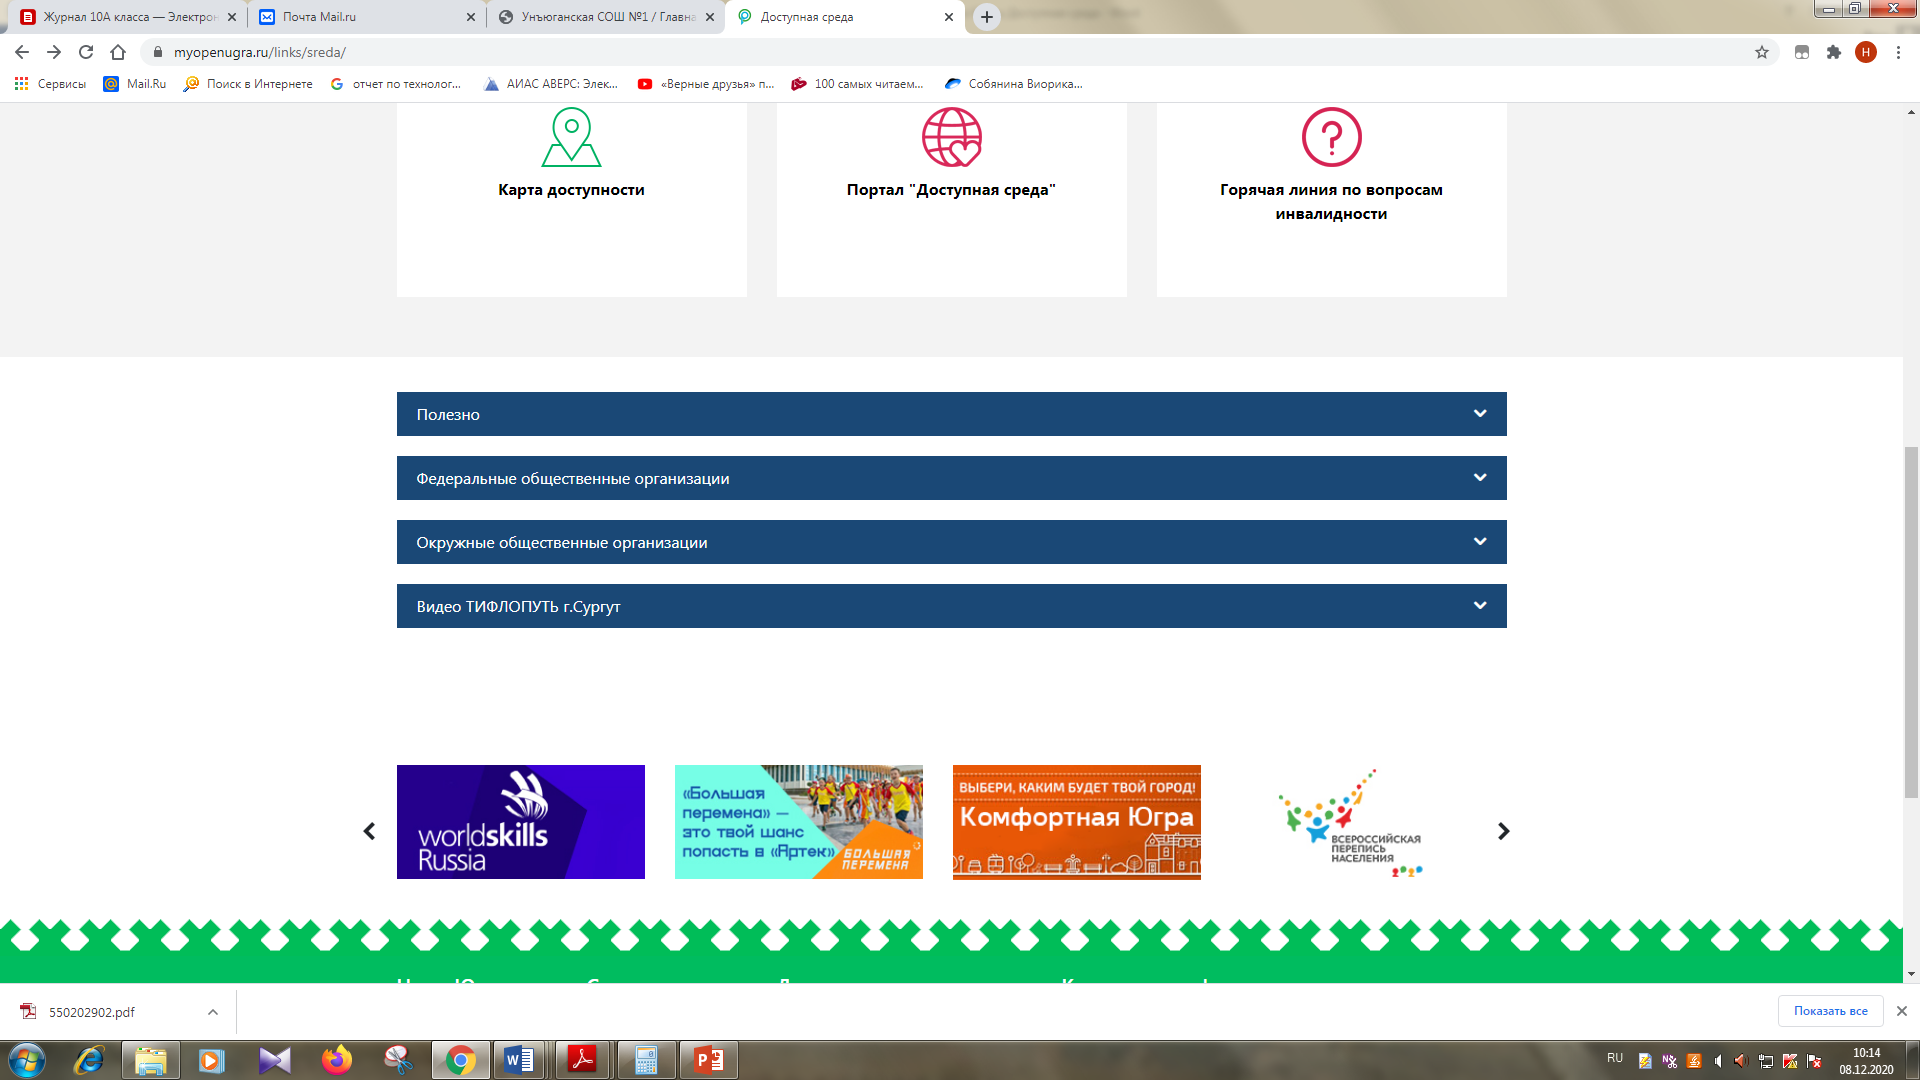 Журнал 10А класса — Электрон
Почта Mail.ru
Унъюганская СОШ №1 / Главна
Доступная среда
myopenugra.ru/links/sreda/
Н
Сервисы
Mail.Ru
Поиск в Интернете
отчет по технолог...
АИАС АВЕРС: Элек...
«Верные друзья» п...
100 самых читаем...
Собянина Виорика...
Карта доступности
Портал "Доступная среда"
Горячая линия по вопросам
инвалидности
Полезно
Федеральные общественные организации
Окружные общественные организации
Видео ТИФЛОПУТЬ г.Сургут
worldskills
Russia
«Большая
перемена» —
это твой шанс
попасть в «Артек»
БОЛЬШАЯ
ПЕРЕМЕНА
ВЫБЕРИ, КАКИМ БУДЕТ ТВОЙ ГОРОД!
Комфортная Югра
ВСЕРОССИЙСКАЯ
ПЕРЕПИСЬ
НАСЕЛЕНИЯ
2020
550202902.pdf
Показать все
RU
10:14
08.12.2020